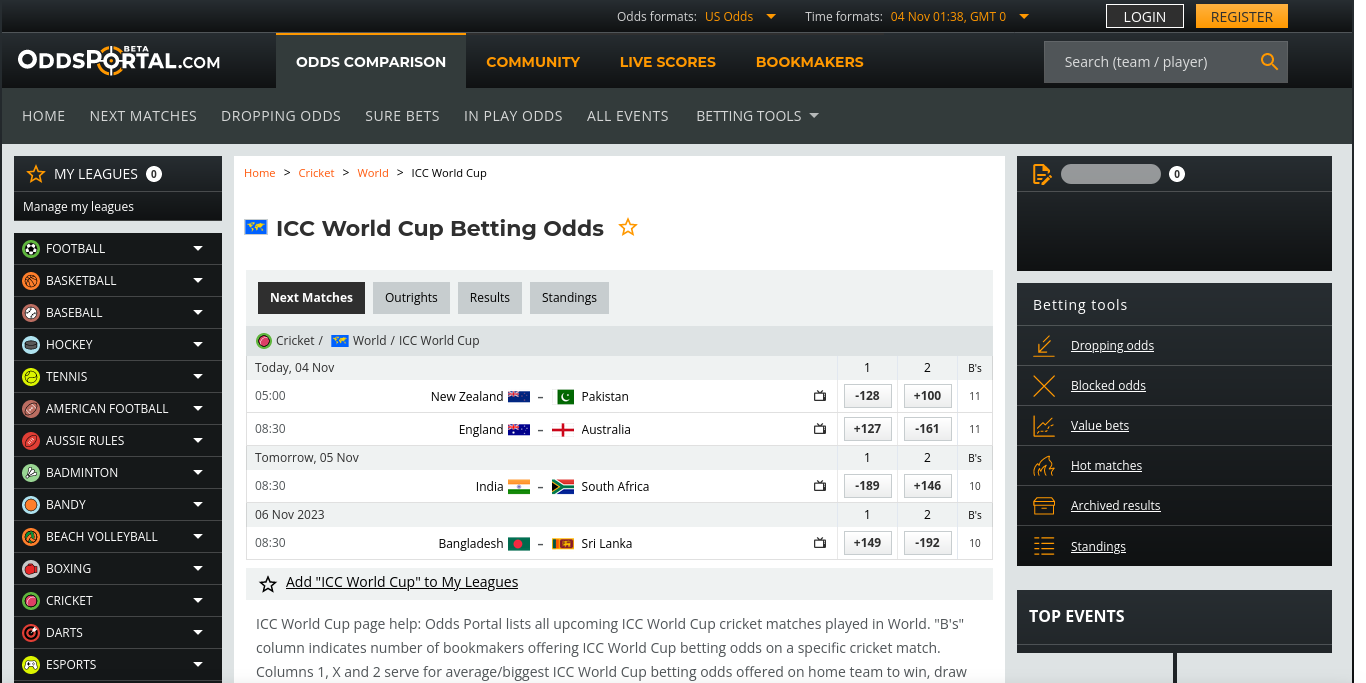 Odds formats: US Odds Time formats: 04 Nov 01:38, GMT 0 LOGIN REGISTER
ODDSPORTAL.COM BETA
ODDS COMPARISON COMMUNITY LIVE SCORES BOOKMAKERS Search (team / player)
HOME NEXT MATCHES DROPPING ODDS SURE BETS IN PLAY ODDS ALL EVENTS BETTING TOOLS
MY LEAGUES 0
Manage my leagues
FOOTBALL
BASKETBALL
BASEBALL
HOCKEY
TENNIS
AMERICAN FOOTBALL
AUSSIE RULES
BADMINTON
BANDY
BEACH VOLLEYBALL
BOXING
CRICKET
DARTS
ESPORTS
Home > Cricket > World > ICC World Cup
ICC World Cup Betting Odds
Next Matches Outrights Results Standings
Cricket / World / ICC World Cup
Today, 04 Nov 1 2 B's
05:00 New Zealand – Pakistan -128 +100 11
08:30 England – Australia +127 -161 11
Tomorrow, 05 Nov 1 2 B's
08:30 India – South Africa -189 +146 10
06 Nov 2023 1 2 B's
08:30 Bangladesh – Sri Lanka +149 -192 10
Add "ICC World Cup" to My Leagues
ICC World Cup page help: Odds Portal lists all upcoming ICC World Cup cricket matches played in World. "B's"
column indicates number of bookmakers offering ICC World Cup betting odds on a specific cricket match.
Columns 1, X and 2 serve for average/biggest ICC World Cup betting odds offered on home team to win, draw
0
Betting tools
Dropping odds
Blocked odds
Value bets
Hot matches
Archived results
Standings
TOP EVENTS